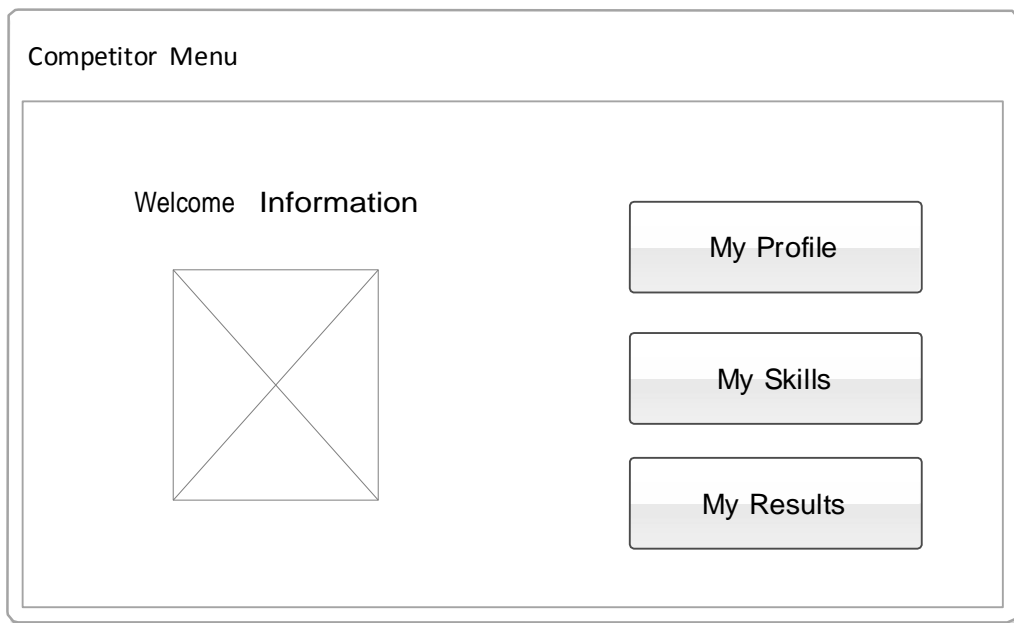 Competitor Menu
Welcome Information
My Profile
My Skills
My Results